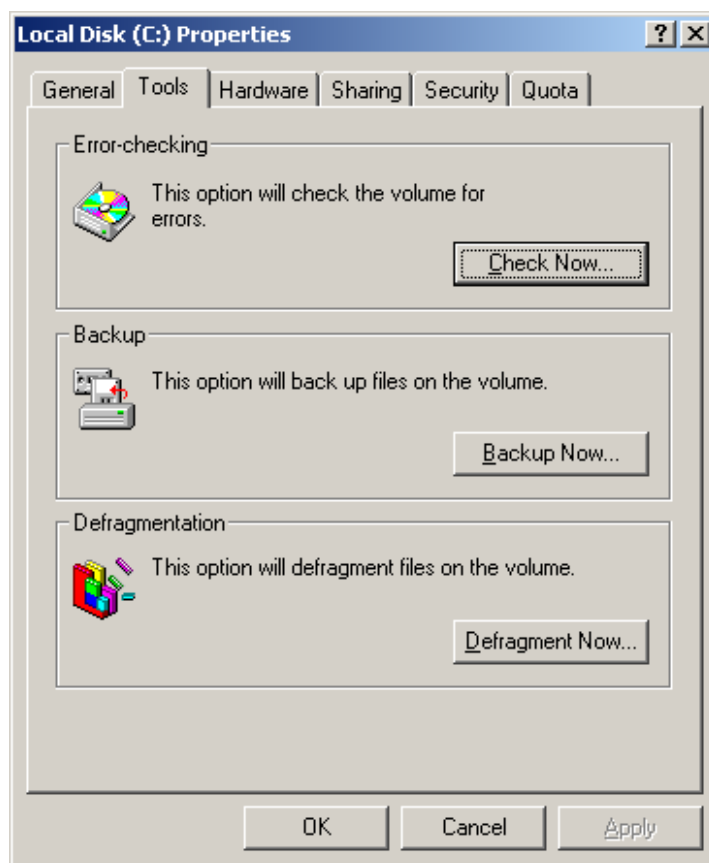 Local Disk (C:) Properties
General Tools Hardware Sharing Security Quota
Error-checking
This option will check the volume for
errors.
Check Now...
Backup
This option will back up files on the volume.
Backup Now...
Defragmentation
This option will defragment files on the volume.
Defragment Now...
OK Cancel Apply